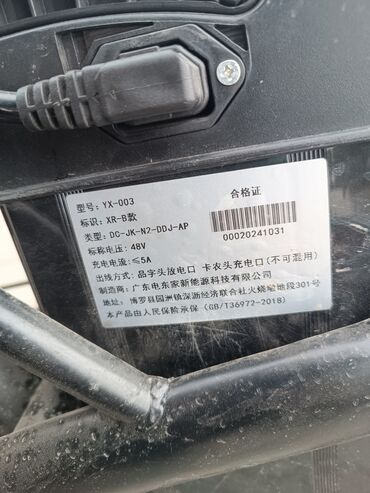 型号: YX-003
合格证
标识: XR-B款
类型: DC-JK-N2-DDJ-AP
00020241031
标称电压: 48V
充电电流: ≤5A
出线方式: 品字头放电口 卡农头充电口(不可混用)
制造商: 广东电东家新能源科技有限公司
地址: 博罗县园洲镇深沥经济联合社火烧墩地段301号
本产品由人民保险承保 (GB/T36972-2018)